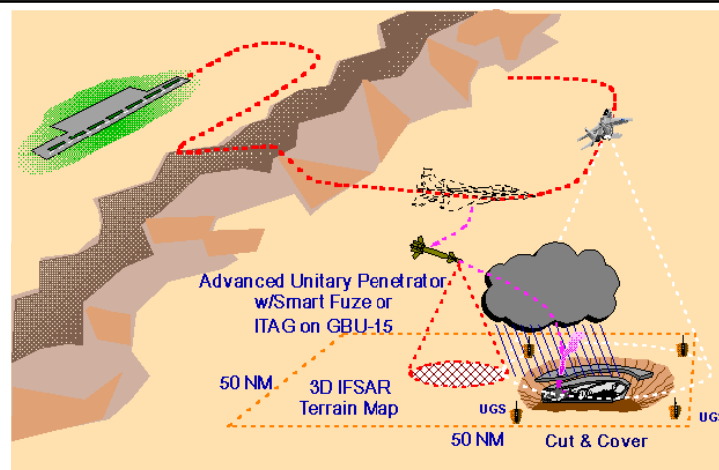 Advanced Unitary Penetrator
w/Smart Fuze or
ITAG on GBU-15
50 NM
3D IFSAR
Terrain Map
UGS
UGS
50 NM
Cut & Cover